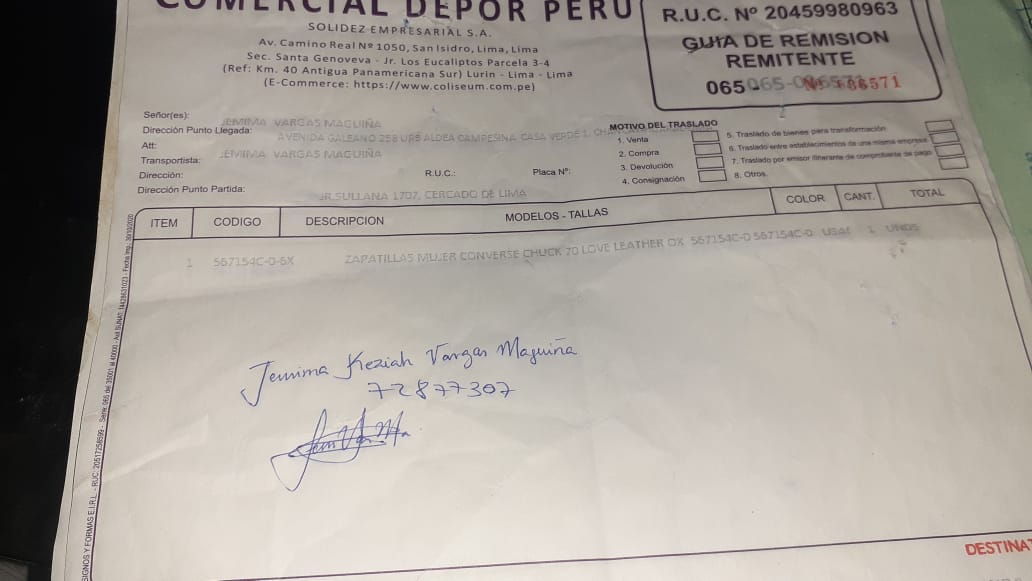 COMERCIAL DEPOR PERU
SOLIDEZ EMPRESARIAL S.A.
Av. Camino Real Nº 1050, San Isidro, Lima, Lima
Sec. Santa Genoveva - Jr. Los Eucaliptos Parcela 3-4
(Ref: Km. 40 Antigua Panamericana Sur) Lurin - Lima - Lima
(E-Commerce: https://www.coliseum.com.pe)
R.U.C. Nº 20459980963
GUIA DE REMISION
REMITENTE
065-
Señor(es): JEMIMA VARGAS MAGUIÑA
Dirección Punto Llegada: AVENIDA GALEANO 258 URB ALDEA CAMPESINA CASA VERDE 1.
Att: JEMIMA VARGAS MAGUIÑA
Transportista:
Dirección: R.U.C.: Placa Nº:
Dirección Punto Partida: JR.SULLANA 1707, CERCADO DE LIMA
MOTIVO DEL TRASLADO
1. Venta
2. Compra
3. Devolución
4. Consignación
5. Traslado de bienes para transformación
6. Traslado entre establecimientos de una misma empresa
7. Traslado por emisor itinerante de comprobante de pago
8. Otros.
ITEM CODIGO DESCRIPCION MODELOS - TALLAS COLOR CANT. TOTAL
1 567154C-0-6X ZAPATILLAS MUJER CONVERSE CHUCK 70 LOVE LEATHER OX 567154C-0 567154C-0 1 UNDS
Jemima Keziah Vargas Maguiña
72877307
DESTINA